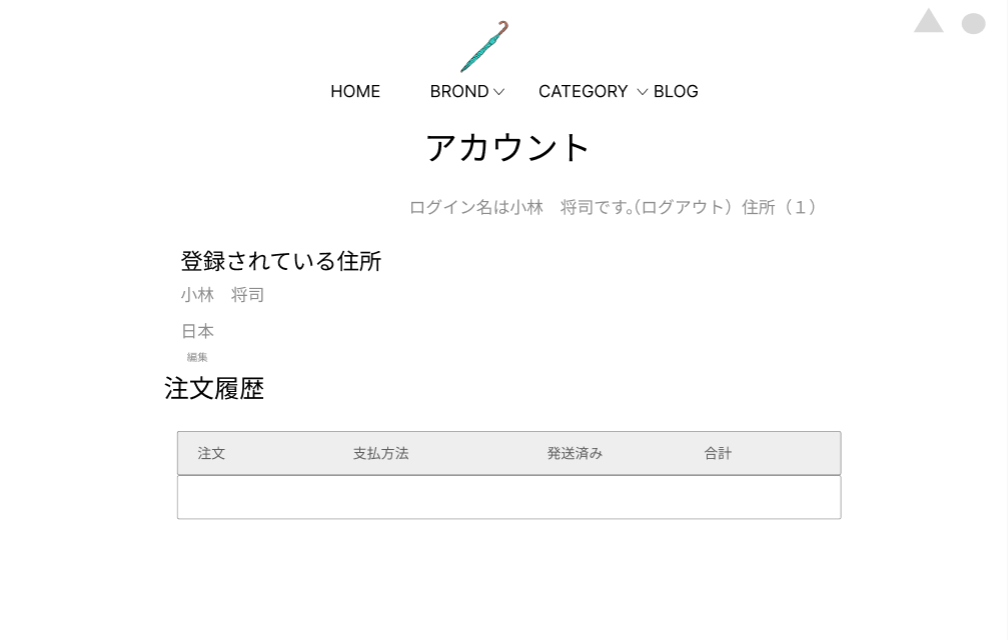 HOME BROND CATEGORY BLOG
アカウント
ログイン名は小林　将司です。(ログアウト）住所（１）
登録されている住所
小林　将司
日本
編集
注文履歴
注文 支払方法 発送済み 合計